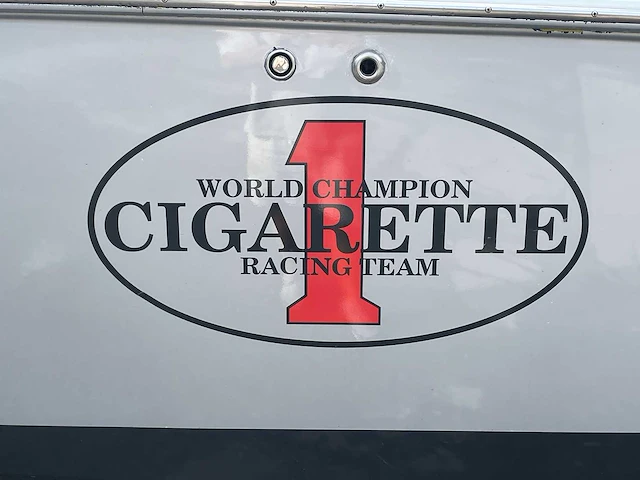 1
WORLD CHAMPION
CIGARETTE
RACING TEAM